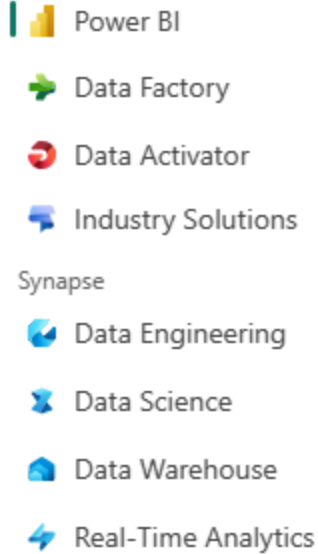 Power BI
Data Factory
Data Activator
Industry Solutions
Synapse
Data Engineering
Data Science
Data Warehouse
Real-Time Analytics